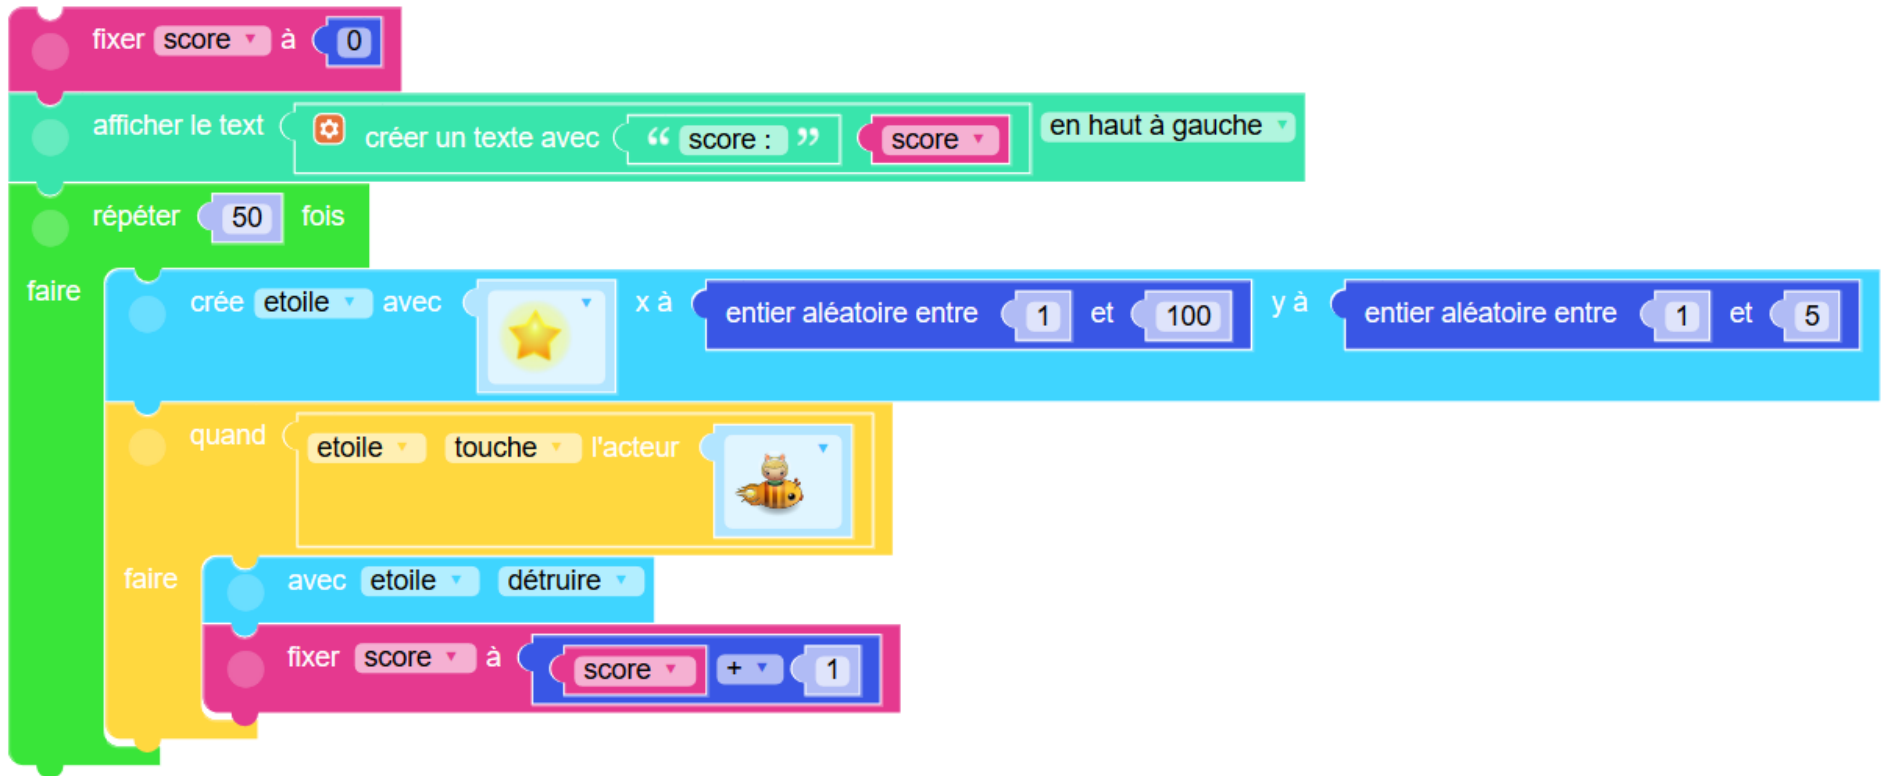 fixer score à 0
afficher le text créer un texte avec “ score : ” score en haut à gauche
répéter 50 fois
faire crée etoile avec x à entier aléatoire entre 1 et 100 y à entier aléatoire entre 1 et 5
quand etoile touche l'acteur
faire avec etoile détruire
fixer score à score + 1